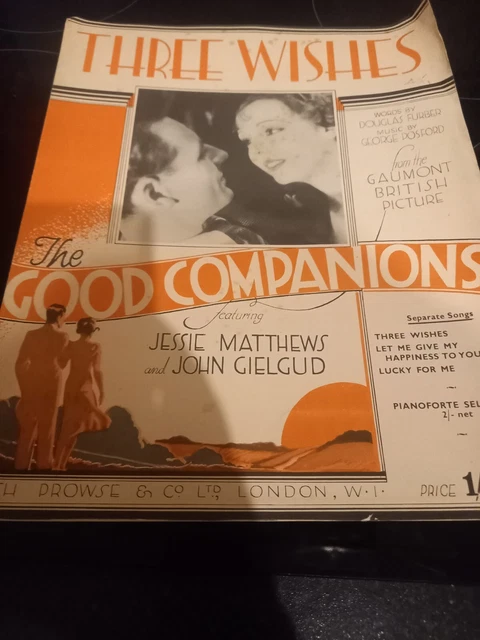 THREE WISHES
WORDS BY
DOUGLAS FURBER
MUSIC BY
GEORGE POSFORD
from the
GAUMONT
BRITISH
PICTURE
The
GOOD COMPANIONS
featuring
JESSIE MATTHEWS
and JOHN GIELGUD
Separate Songs
THREE WISHES
LET ME GIVE MY
HAPPINESS TO YOU
LUCKY FOR ME
PIANOFORTE SEL
2/- net
TH PROWSE & CO LTD LONDON, W.1.
PRICE 1/